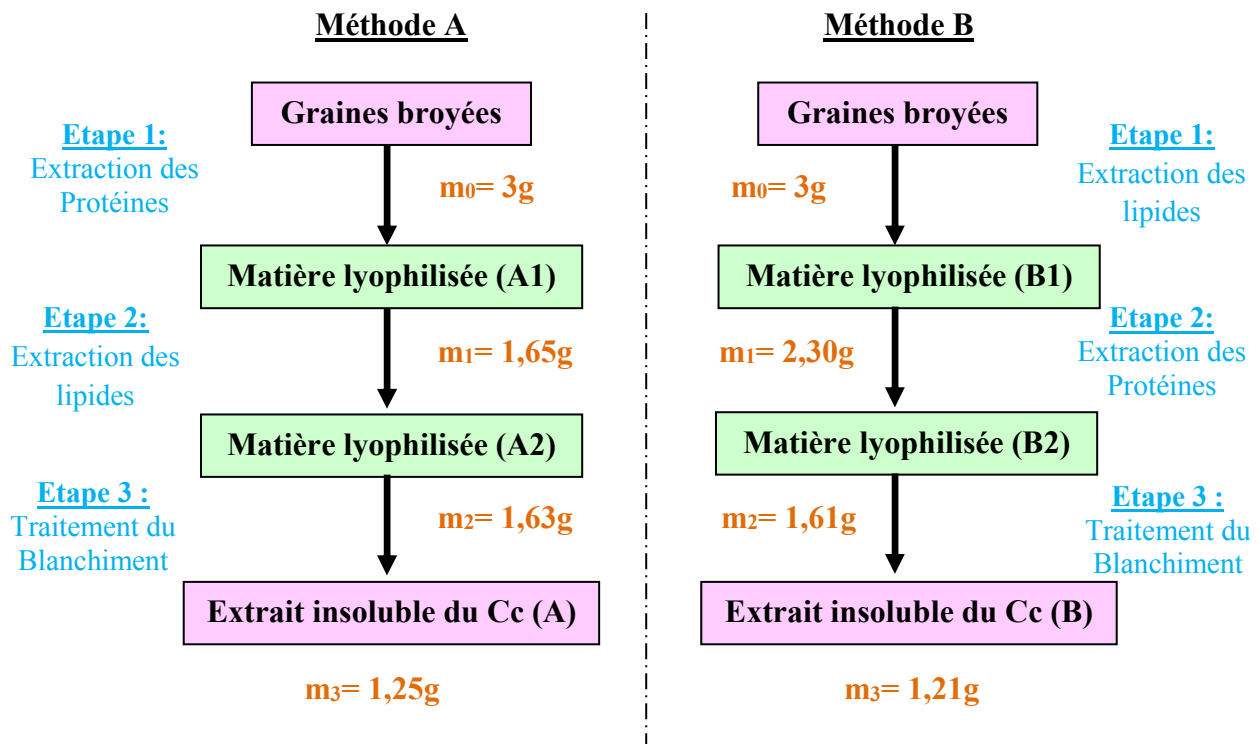 Méthode A
Graines broyées
Etape 1:
Extraction des
Protéines
m0= 3g
Matière lyophilisée (A1)
Etape 2:
Extraction des
lipides
m1= 1,65g
Matière lyophilisée (A2)
Etape 3 :
Traitement du
Blanchiment
m2= 1,63g
Extrait insoluble du Cc (A)
m3= 1,25g
Méthode B
Graines broyées
m0= 3g
Etape 1:
Extraction des
lipides
Matière lyophilisée (B1)
m1= 2,30g
Etape 2:
Extraction des
Protéines
Matière lyophilisée (B2)
m2= 1,61g
Etape 3 :
Traitement du
Blanchiment
Extrait insoluble du Cc (B)
m3= 1,21g